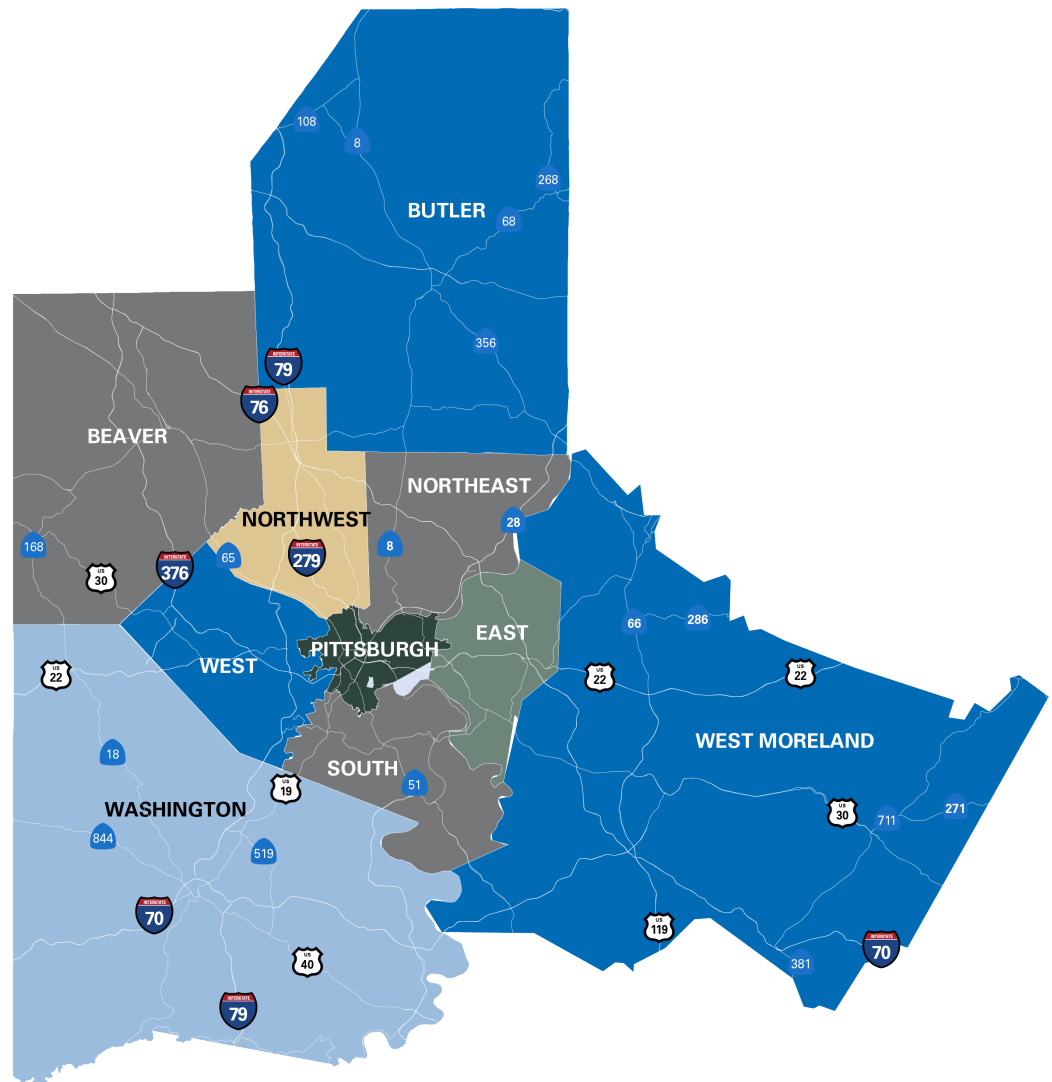 108
8
268
BUTLER
68
356
INTERSTATE
79
INTERSTATE
76
BEAVER
NORTHEAST
NORTHWEST
28
168
65
INTERSTATE
279
8
INTERSTATE
376
US
30
66
286
EAST
PITTSBURGH
WEST
US
22
US
22
US
22
WEST MORELAND
18
SOUTH
51
US
19
WASHINGTON
US
30
711
271
844
519
INTERSTATE
70
US
119
INTERSTATE
70
US
40
381
INTERSTATE
79